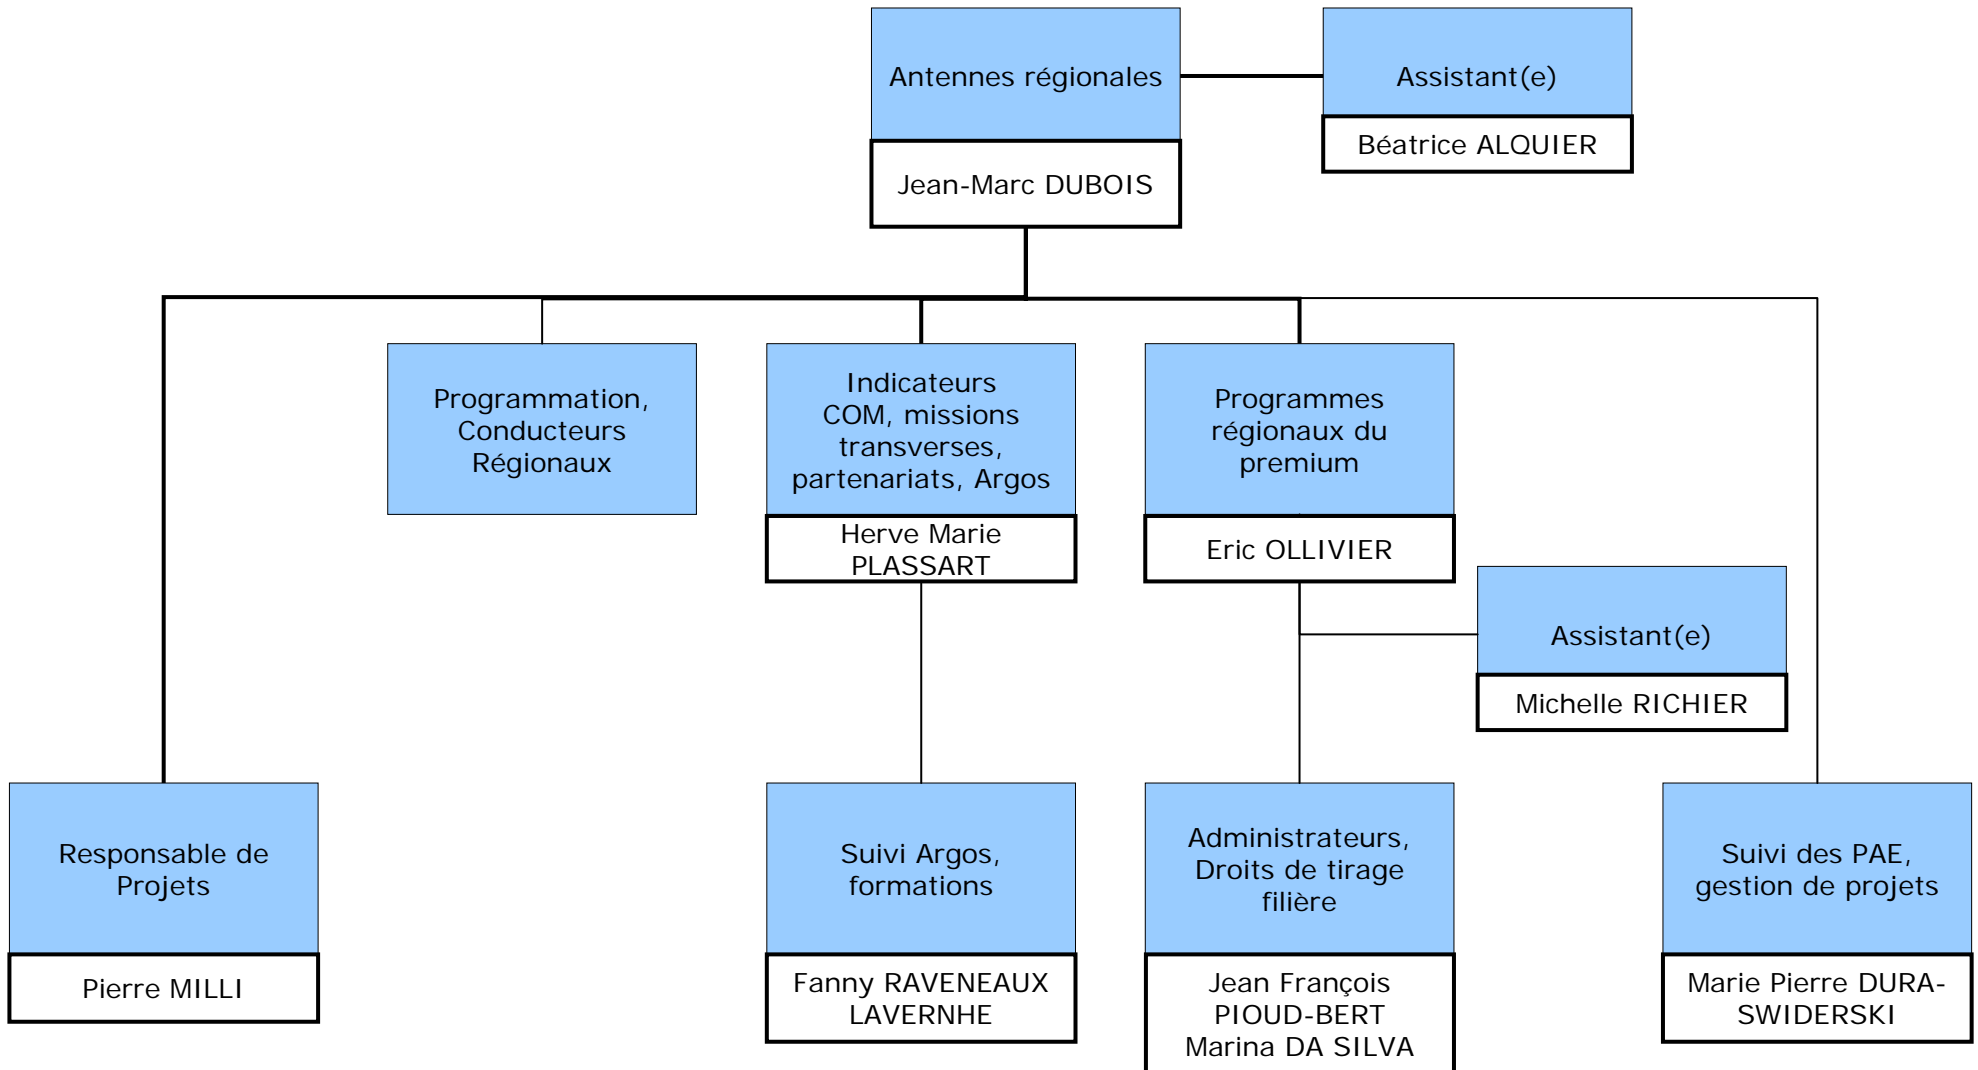 Antennes régionales
Jean-Marc DUBOIS
Assistant(e)
Béatrice ALQUIER
Programmation,
Conducteurs
Régionaux
Indicateurs
COM, missions
transverses,
partenariats, Argos
Herve Marie
PLASSART
Programmes
régionaux du
premium
Eric OLLIVIER
Assistant(e)
Michelle RICHIER
Responsable de
Projets
Pierre MILLI
Suivi Argos,
formations
Fanny RAVENEAUX
LAVERNHE
Administrateurs,
Droits de tirage
filière
Jean François
PIOUD-BERT
Marina DA SILVA
Suivi des PAE,
gestion de projets
Marie Pierre DURA-
SWIDERSKI